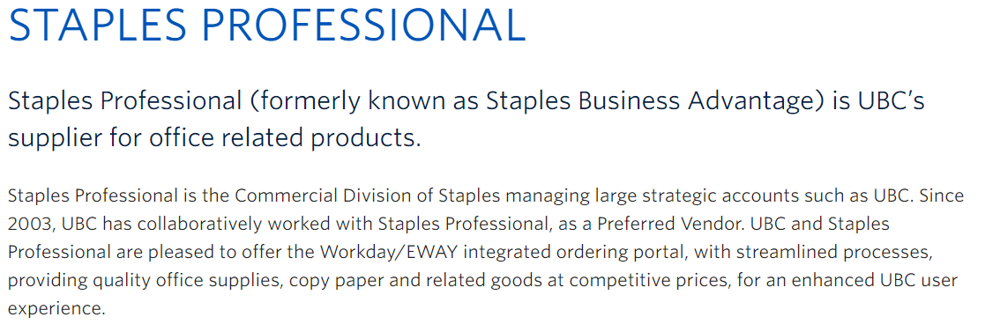 STAPLES PROFESSIONAL
Staples Professional (formerly known as Staples Business Advantage) is UBC’s
supplier for office related products.
Staples Professional is the Commercial Division of Staples managing large strategic accounts such as UBC. Since
2003, UBC has collaboratively worked with Staples Professional, as a Preferred Vendor. UBC and Staples
Professional are pleased to offer the Workday/EWAY integrated ordering portal, with streamlined processes,
providing quality office supplies, copy paper and related goods at competitive prices, for an enhanced UBC user
experience.